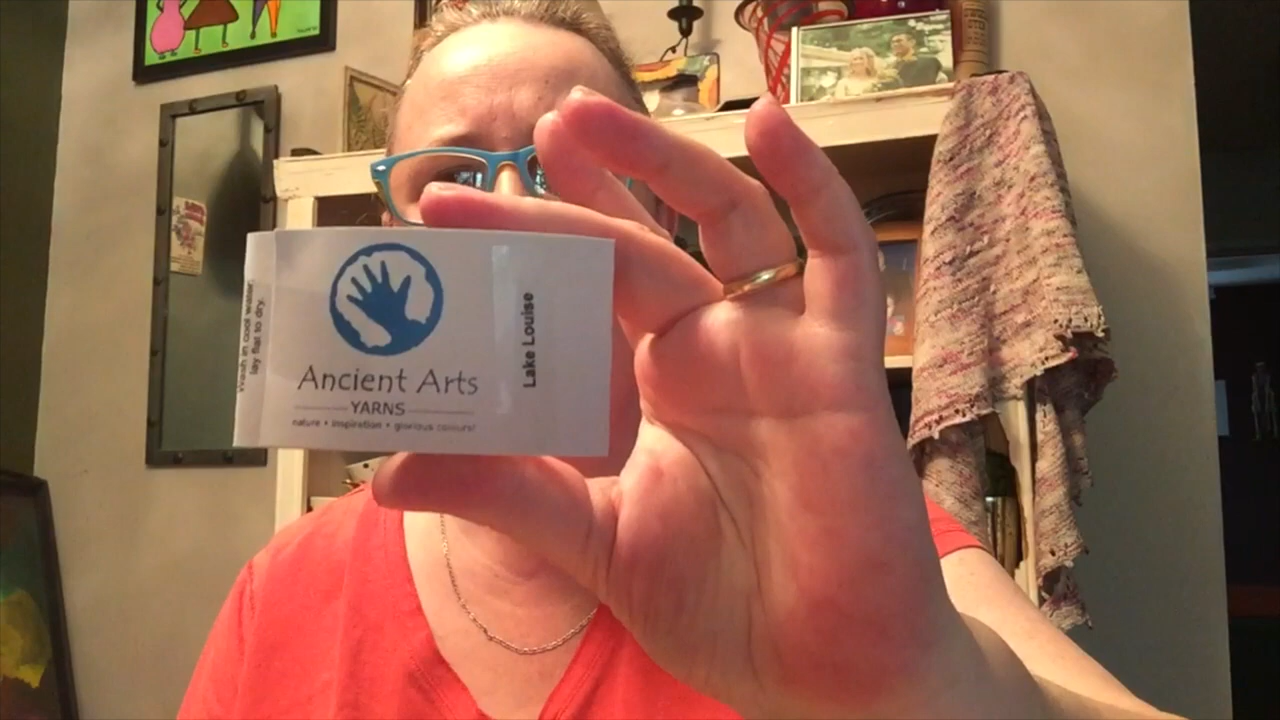 Wash in cool water,
lay flat to dry.
Ancient Arts
YARNS
nature • inspiration • glorious colours!
Lake Louise